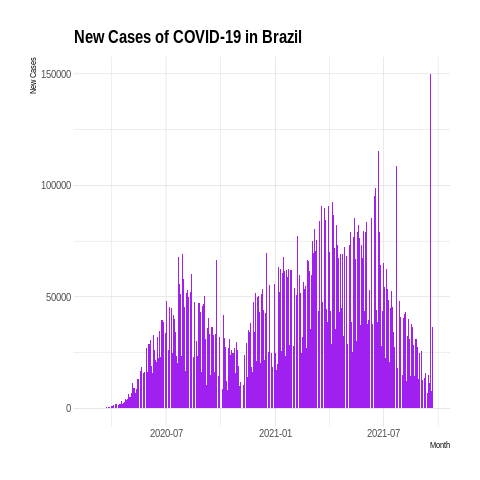 New Cases of COVID-19 in Brazil
New Cases
150000
100000
50000
0
2020-07
2021-01
2021-07
Month